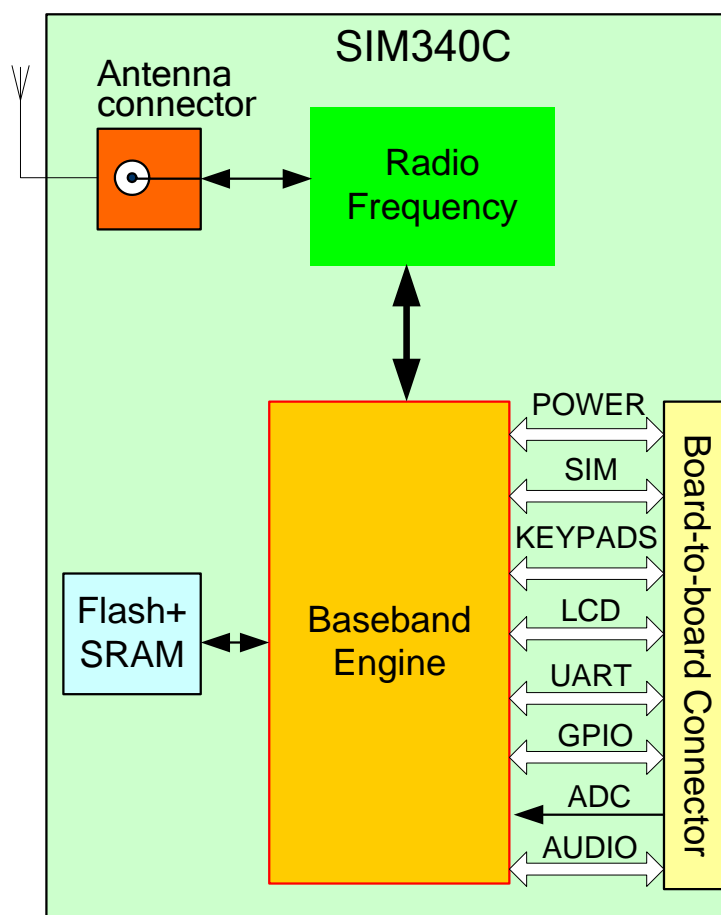 SIM340C
Antenna
connector
Radio
Frequency
POWER
SIM
KEYPADS
LCD
UART
GPIO
ADC
AUDIO
Board-to-board Connector
Flash+
SRAM
Baseband
Engine